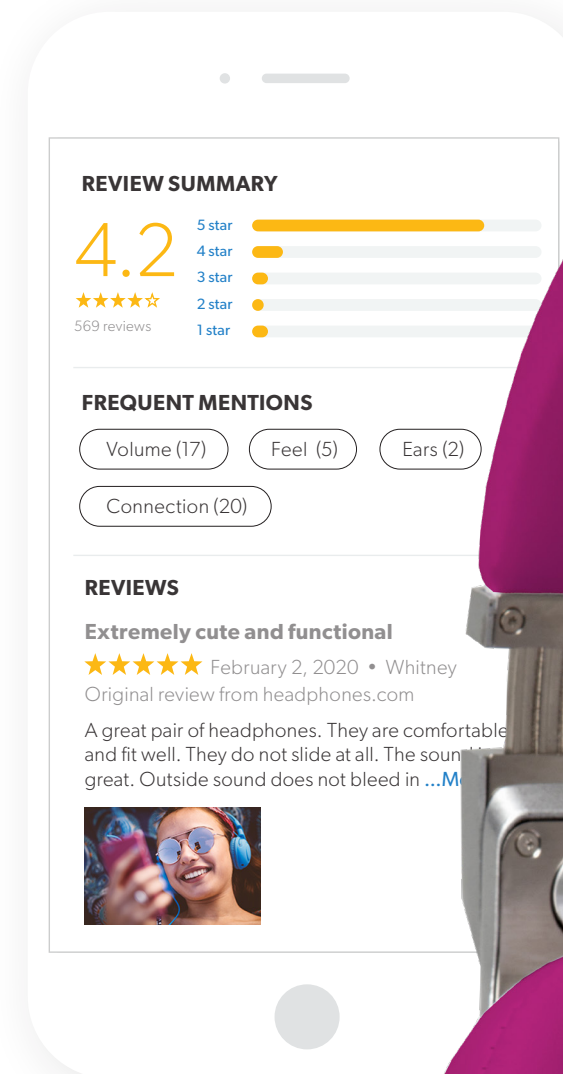 REVIEW SUMMARY
4.2
569 reviews
5 star
4 star
3 star
2 star
1 star
FREQUENT MENTIONS
Volume (17)
Feel (5)
Ears (2)
Connection (20)
REVIEWS
Extremely cute and functional
February 2, 2020 • Whitney
Original review from headphones.com
A great pair of headphones. They are comfortable
and fit well. They do not slide at all. The
great. Outside sound does not bleed in